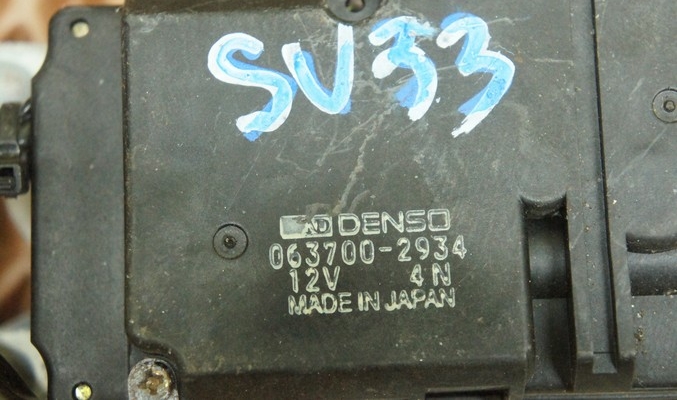 SV33
DENSO
063700-2934
12V 4N
MADE IN JAPAN